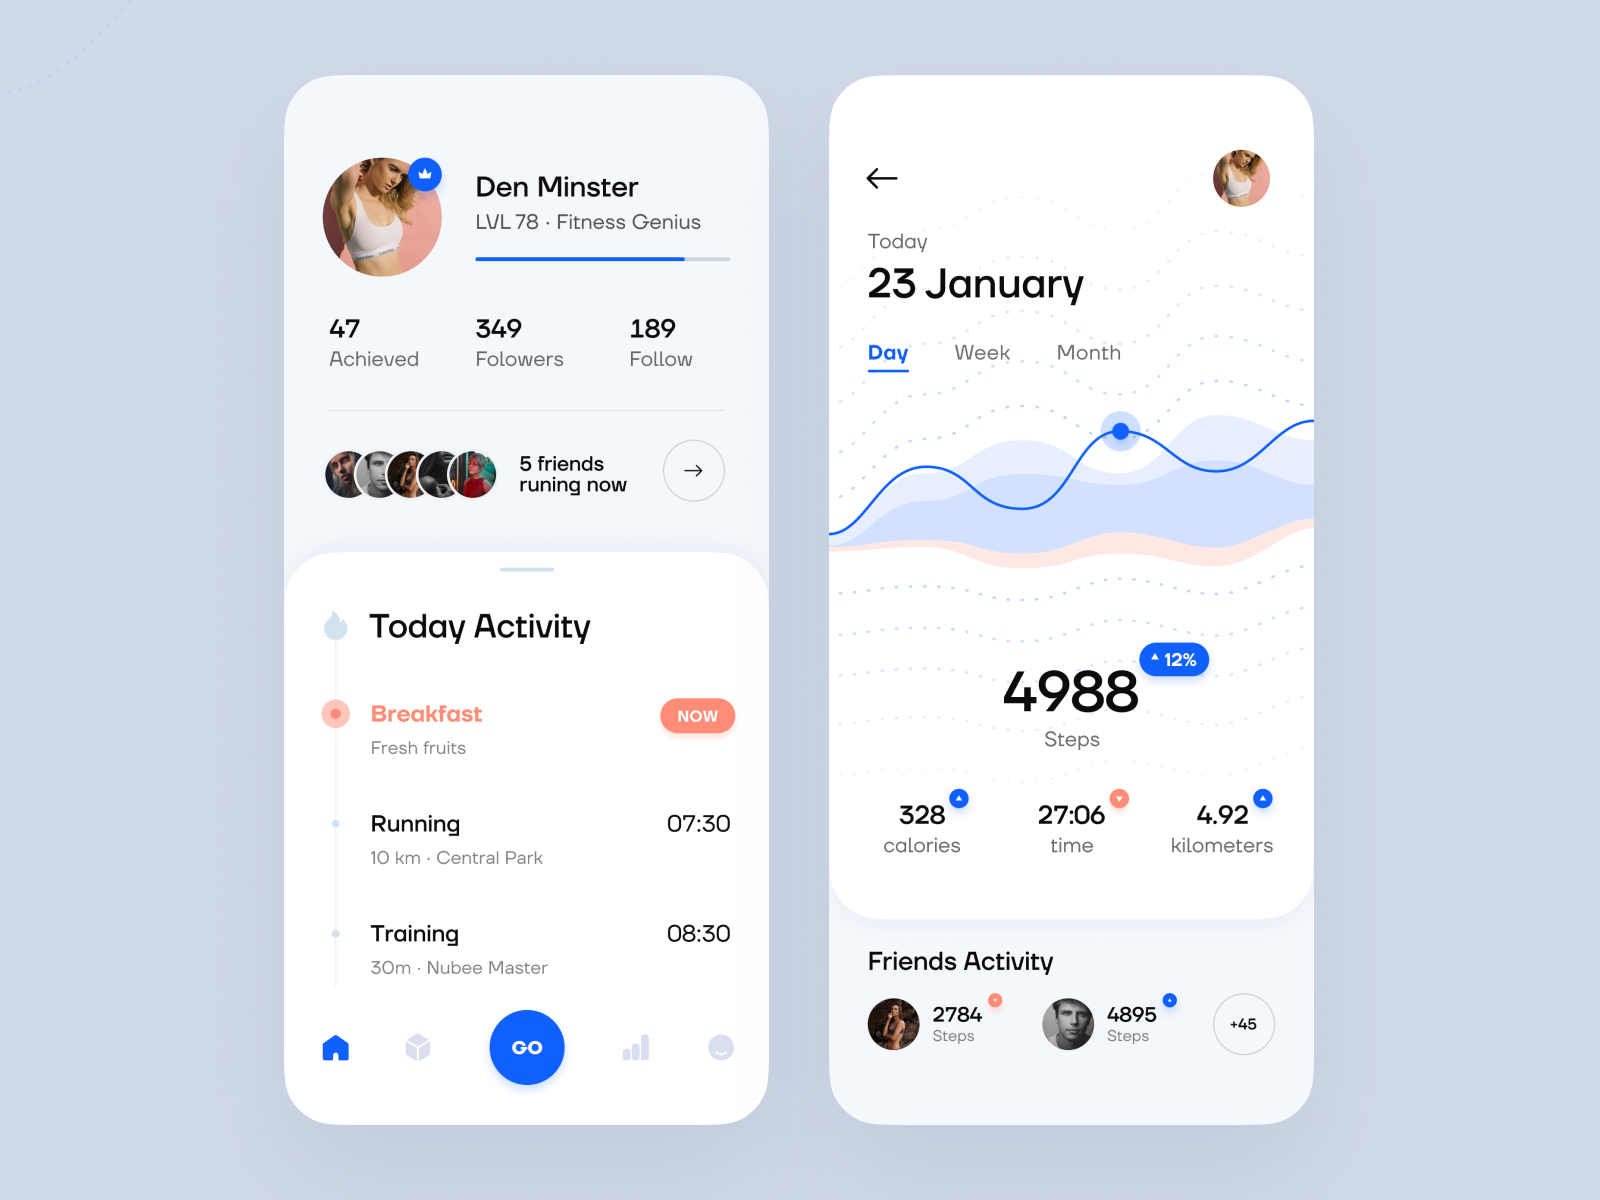 Den Minster
LVL 78 · Fitness Genius
47
Achieved
349
Folowers
189
Follow
5 friends
runing now
Today Activity
Breakfast
Fresh fruits
NOW
Running
10 km · Central Park
07:30
Training
30m · Nubee Master
08:30
GO
Today
23 January
Day
Week
Month
12%
4988
Steps
328
calories
27:06
time
4.92
kilometers
Friends Activity
2784
Steps
4895
Steps
+45